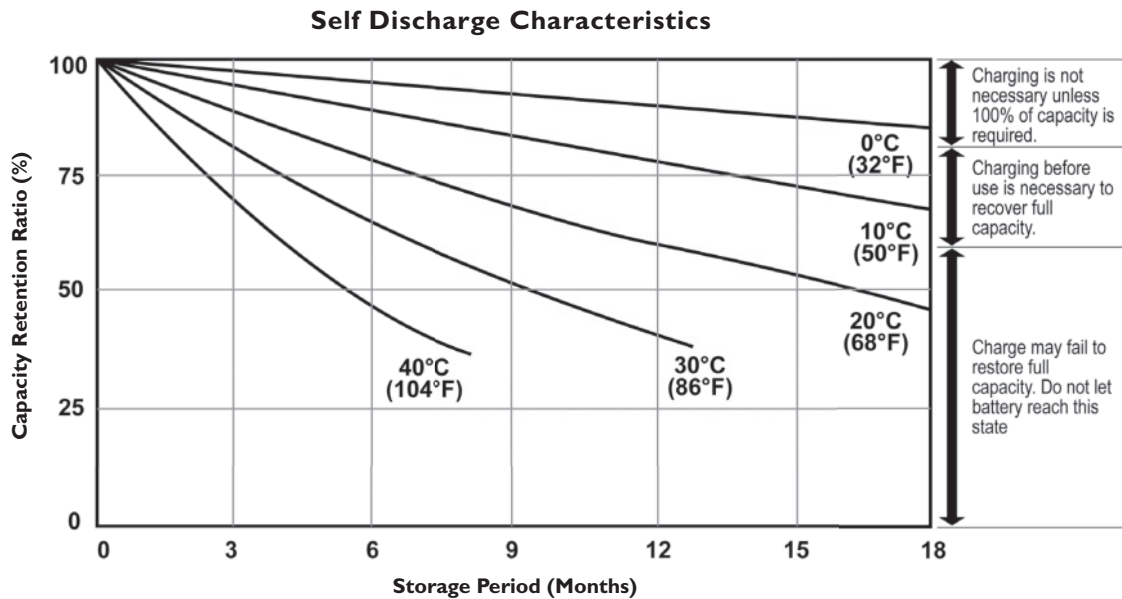 Self Discharge Characteristics
Capacity Retention Ratio (%)
100
75
50
25
0
0
3
6
9
12
15
18
Storage Period (Months)
0°C
(32°F)
10°C
(50°F)
20°C
(68°F)
30°C
(86°F)
40°C
(104°F)
Charging is not
necessary unless
100% of capacity is
required.
Charging before
use is necessary to
recover full
capacity.
Charge may fail to
restore full
capacity. Do not let
battery reach this
state